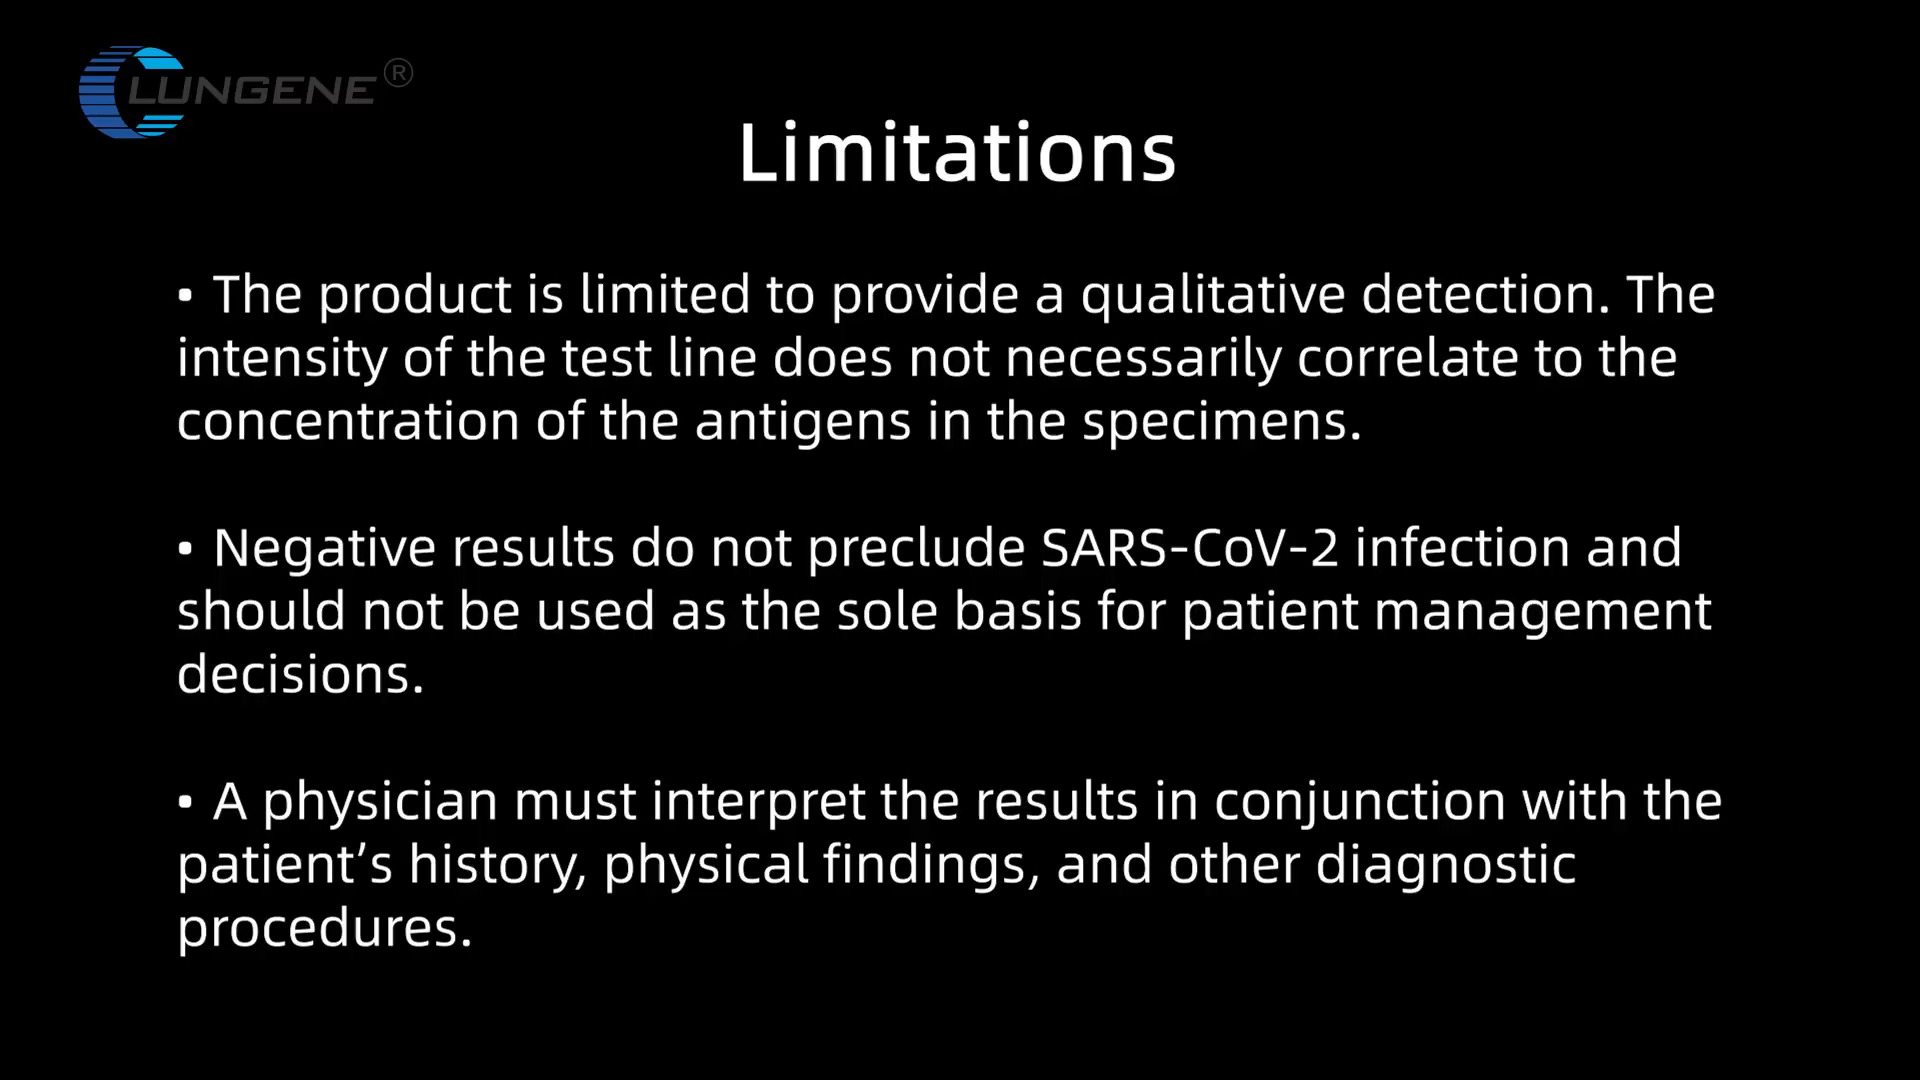 CLUNGENE®
Limitations
• The product is limited to provide a qualitative detection. The
intensity of the test line does not necessarily correlate to the
concentration of the antigens in the specimens.
• Negative results do not preclude SARS-CoV-2 infection and
should not be used as the sole basis for patient management
decisions.
• A physician must interpret the results in conjunction with the
patient’s history, physical findings, and other diagnostic
procedures.